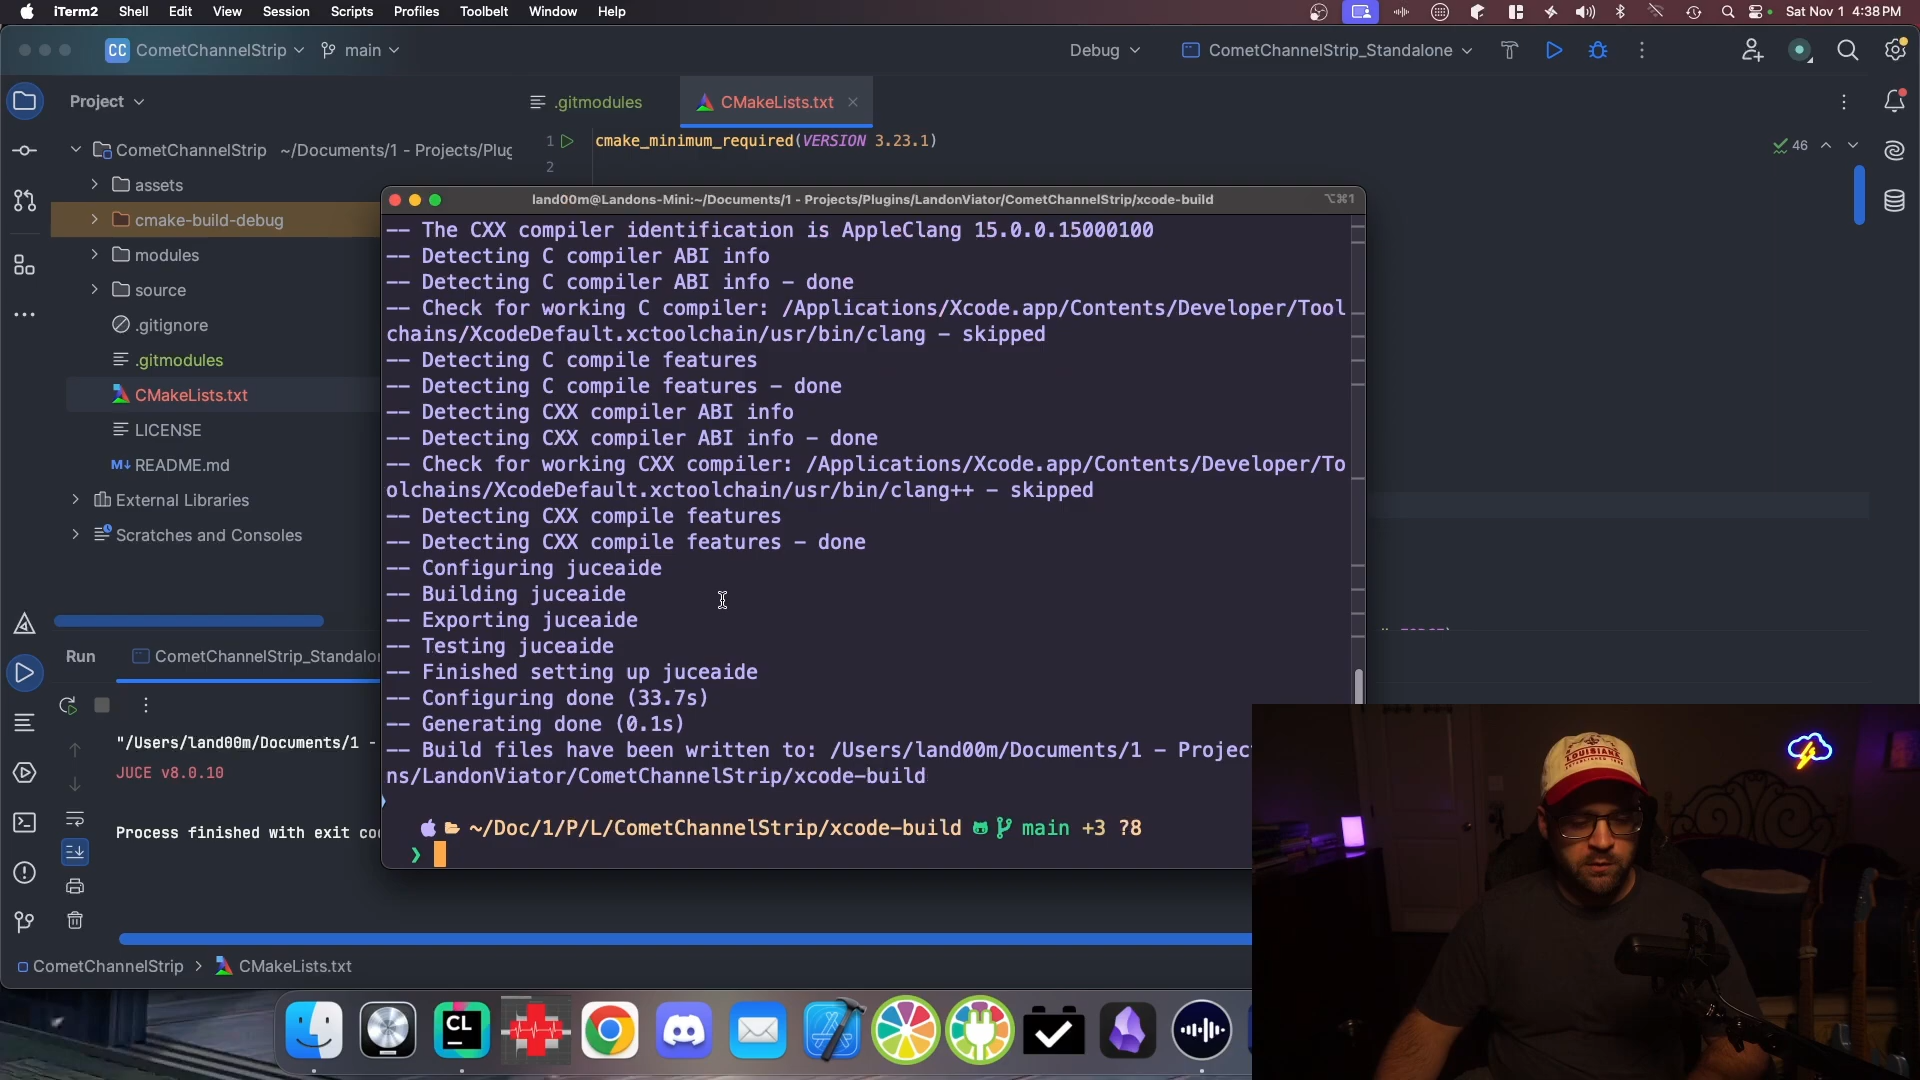 iTerm2 Shell Edit View Session Scripts Profiles Toolbelt Window Help Sat Nov 1 4:38 PM
CC CometChannelStrip main Debug CometChannelStrip_Standalone
Project .gitmodules CMakeLists.txt
1 cmake_minimum_required(VERSION 3.23.1) 46
2
CometChannelStrip ~/Documents/1 - Projects/Plug
assets
cmake-build-debug
modules
source
.gitignore
.gitmodules
CMakeLists.txt
LICENSE
README.md
External Libraries
Scratches and Consoles
land00m@Landons-Mini:~/Documents/1 - Projects/Plugins/LandonViator/CometChannelStrip/xcode-build ⌥⌘1
-- The CXX compiler identification is AppleClang 15.0.0.15000100
-- Detecting C compiler ABI info
-- Detecting C compiler ABI info - done
-- Check for working C compiler: /Applications/Xcode.app/Contents/Developer/Tool
chains/XcodeDefault.xctoolchain/usr/bin/clang - skipped
-- Detecting C compile features
-- Detecting C compile features - done
-- Detecting CXX compiler ABI info
-- Detecting CXX compiler ABI info - done
-- Check for working CXX compiler: /Applications/Xcode.app/Contents/Developer/To
olchains/XcodeDefault.xctoolchain/usr/bin/clang++ - skipped
-- Detecting CXX compile features
-- Detecting CXX compile features - done
-- Configuring juceaide
-- Building juceaide
-- Exporting juceaide
-- Testing juceaide
-- Finished setting up juceaide
-- Configuring done (33.7s)
-- Generating done (0.1s)
-- Build files have been written to: /Users/land00m/Documents/1 - Projec
ns/LandonViator/CometChannelStrip/xcode-build
~/Doc/1/P/L/CometChannelStrip/xcode-build main +3 ?8
❯
Run CometChannelStrip_Standalo
"/Users/land00m/Documents/1 -
JUCE v8.0.10
Process finished with exit co
CometChannelStrip > CMakeLists.txt
CL
LOUISIANA